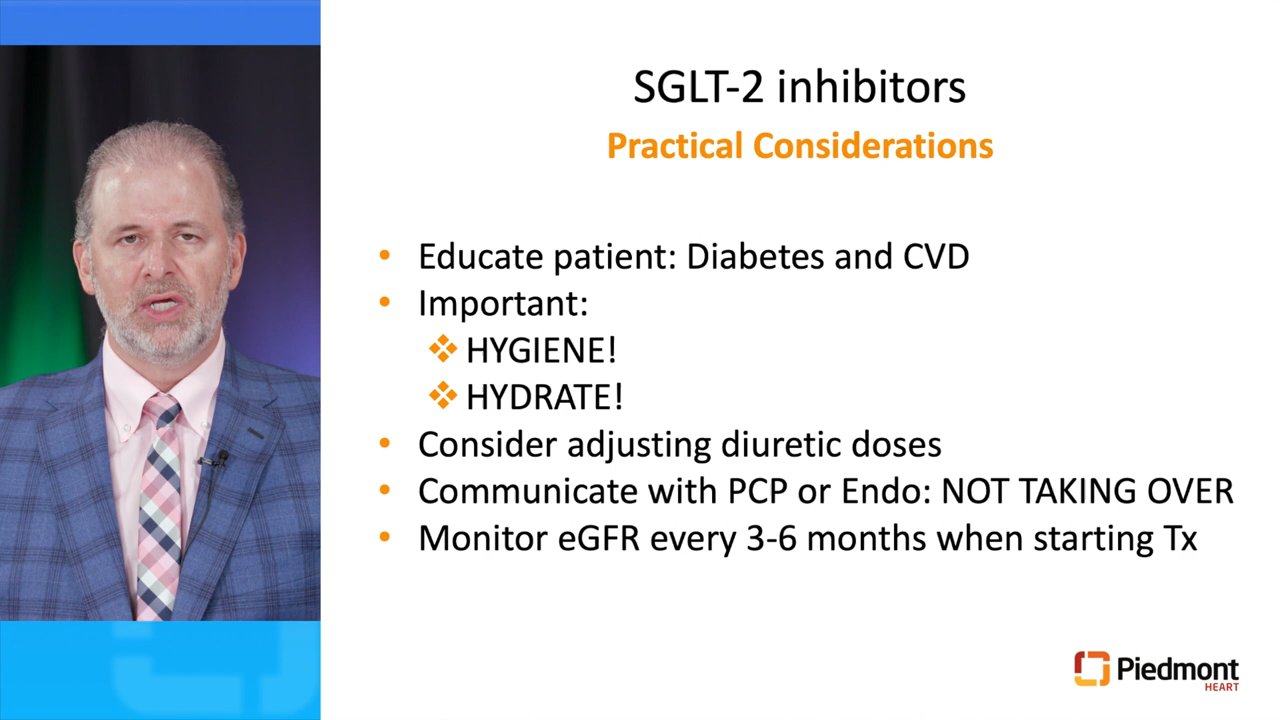 SGLT-2 inhibitors
Practical Considerations
• Educate patient: Diabetes and CVD
• Important:
❖ HYGIENE!
❖ HYDRATE!
• Consider adjusting diuretic doses
• Communicate with PCP or Endo: NOT TAKING OVER
• Monitor eGFR every 3-6 months when starting Tx
Piedmont
HEART